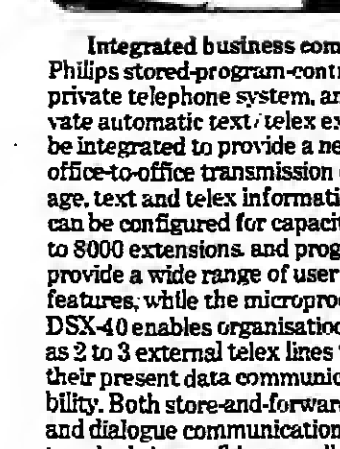 Integrated business com
Philips stored-program-contr
private telephone system, an
vate automatic text/telex ex
be integrated to provide a ne
office-to-office transmission
age, text and telex informati
can be configured for capacit
to 8000 extensions and prog
provide a wide range of user
features, while the microproc
DSX-40 enables organisation
as 2 to 3 external telex lines
their present data communic
bility. Both store-and-forwar
and dialogue communication